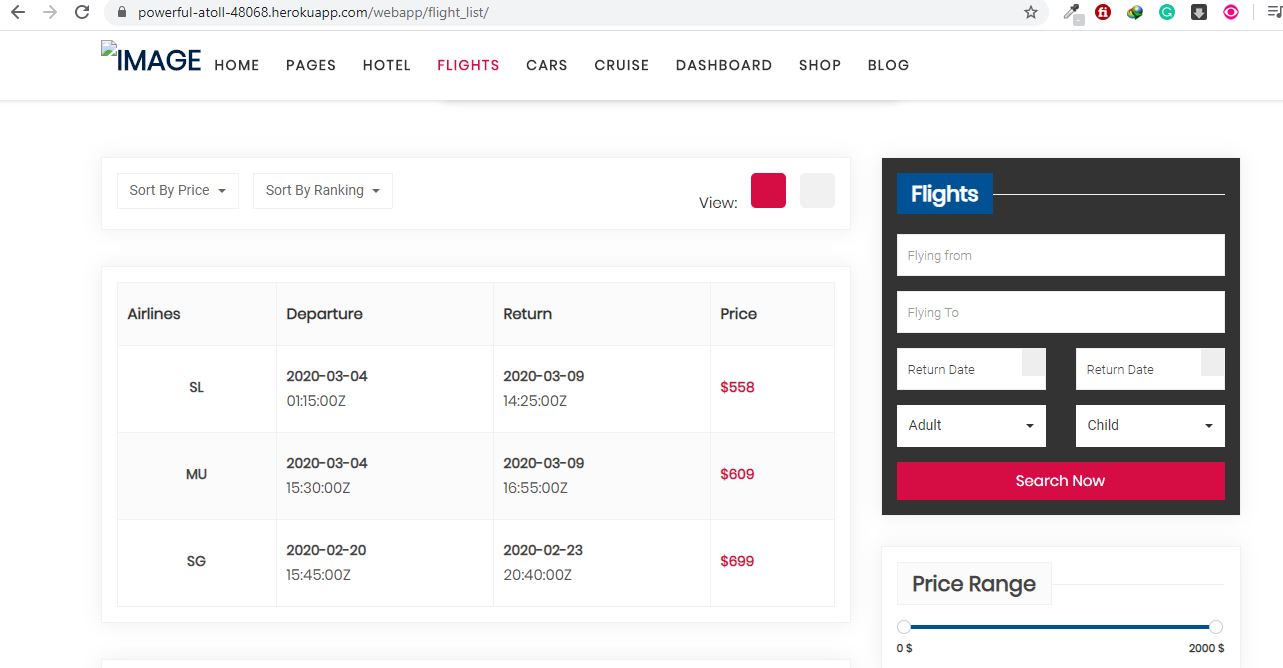 powerful-atoll-48068.herokuapp.com/webapp/flight_list/
IMAGE HOME PAGES HOTEL FLIGHTS CARS CRUISE DASHBOARD SHOP BLOG
Sort By Price Sort By Ranking View:
Airlines Departure Return Price
SL 2020-03-04 2020-03-09 $558
01:15:00Z 14:25:00Z
MU 2020-03-04 2020-03-09 $609
15:30:00Z 16:55:00Z
SG 2020-02-20 2020-02-23 $699
15:45:00Z 20:40:00Z
Flights
Flying from
Flying To
Return Date Return Date
Adult Child
Search Now
Price Range
0 $ 2000 $